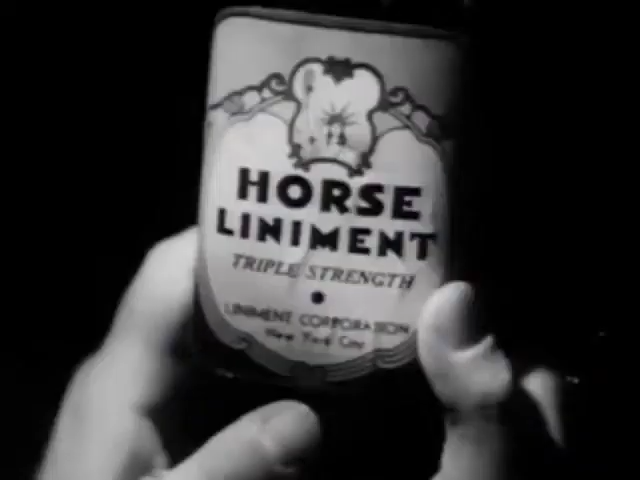 HORSE
LINIMENT
TRIPLE STRENGTH
LINIMENT CORPORATION
New York City